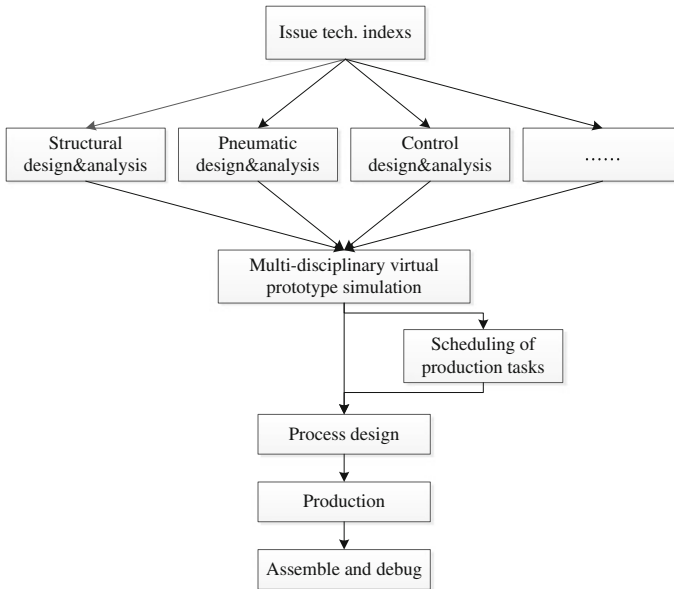 Issue tech. indexs
Structural
design&analysis
Pneumatic
design&analysis
Control
design&analysis
......
Multi-disciplinary virtual
prototype simulation
Scheduling of
production tasks
Process design
Production
Assemble and debug